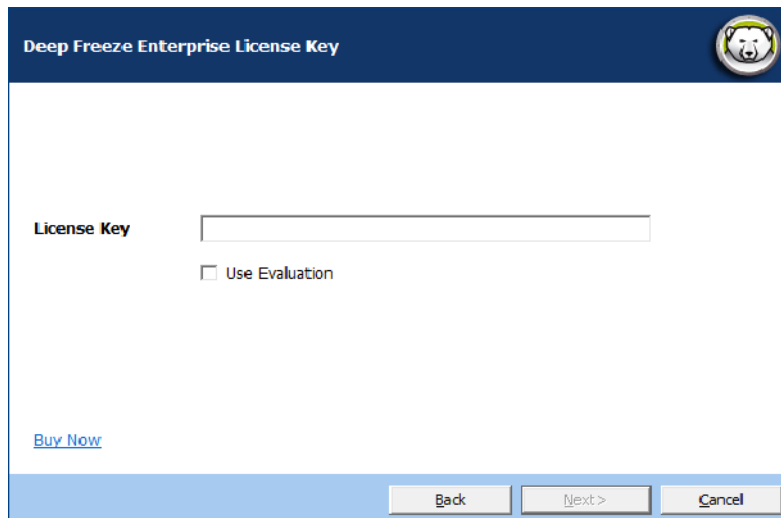 Deep Freeze Enterprise License Key
License Key
Use Evaluation
Buy Now
Back Next > Cancel